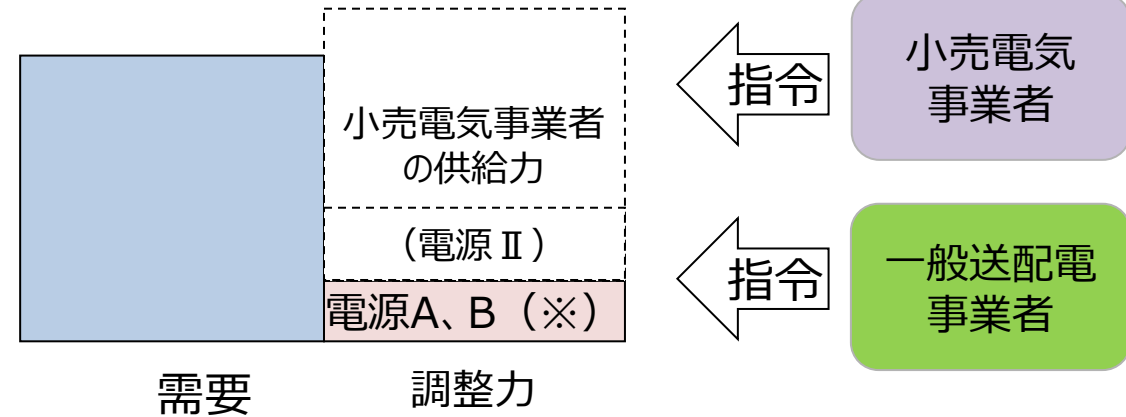 小売電気事業者
の供給力
（電源Ⅱ）
電源A、B（※）
需要
調整力
指令
小売電気
事業者
指令
一般送配電
事業者